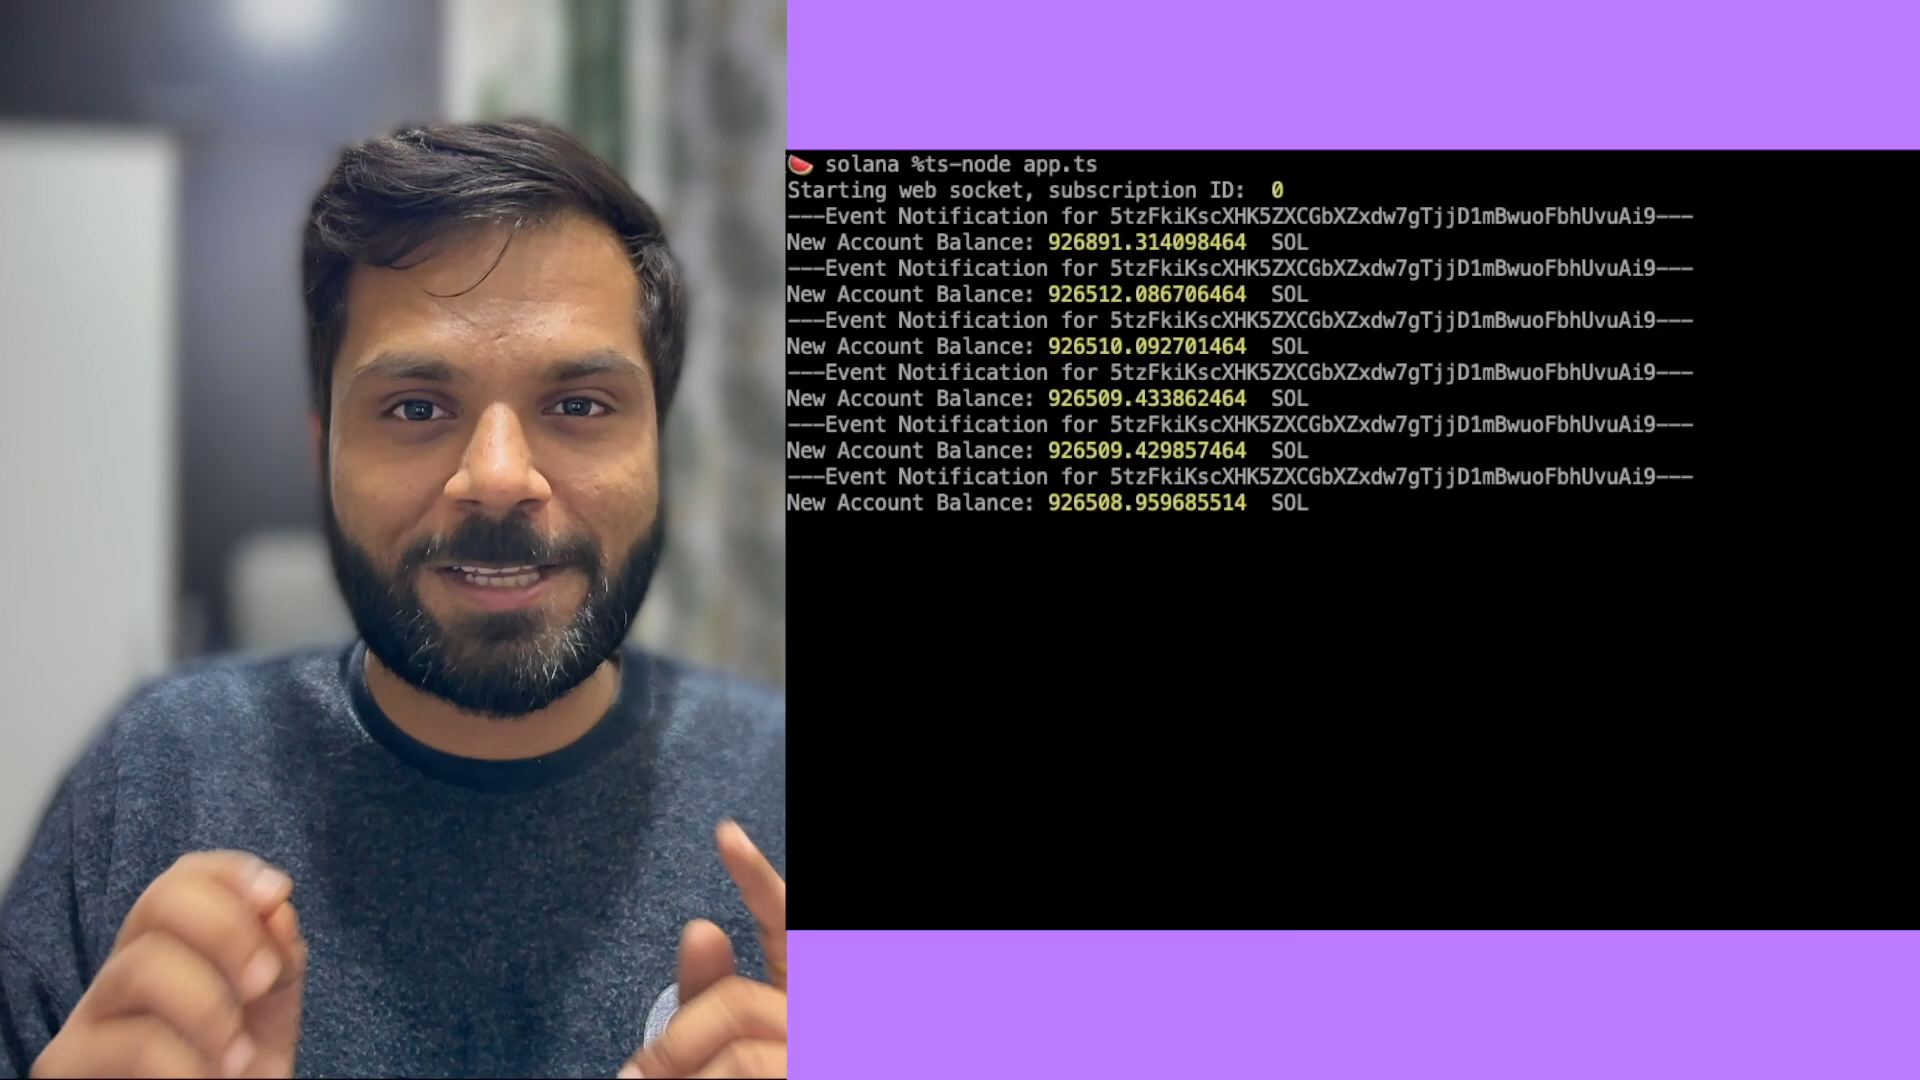 🍉 solana %ts-node app.ts
Starting web socket, subscription ID: 0
---Event Notification for 5tzFkiKscXHK5ZXCGbXZxdw7gTjjD1mBwuoFbhUvuAi9---
New Account Balance: 926891.314098464 SOL
---Event Notification for 5tzFkiKscXHK5ZXCGbXZxdw7gTjjD1mBwuoFbhUvuAi9---
New Account Balance: 926512.086706464 SOL
---Event Notification for 5tzFkiKscXHK5ZXCGbXZxdw7gTjjD1mBwuoFbhUvuAi9---
New Account Balance: 926510.092701464 SOL
---Event Notification for 5tzFkiKscXHK5ZXCGbXZxdw7gTjjD1mBwuoFbhUvuAi9---
New Account Balance: 926509.433862464 SOL
---Event Notification for 5tzFkiKscXHK5ZXCGbXZxdw7gTjjD1mBwuoFbhUvuAi9---
New Account Balance: 926509.429857464 SOL
---Event Notification for 5tzFkiKscXHK5ZXCGbXZxdw7gTjjD1mBwuoFbhUvuAi9---
New Account Balance: 926508.959685514 SOL